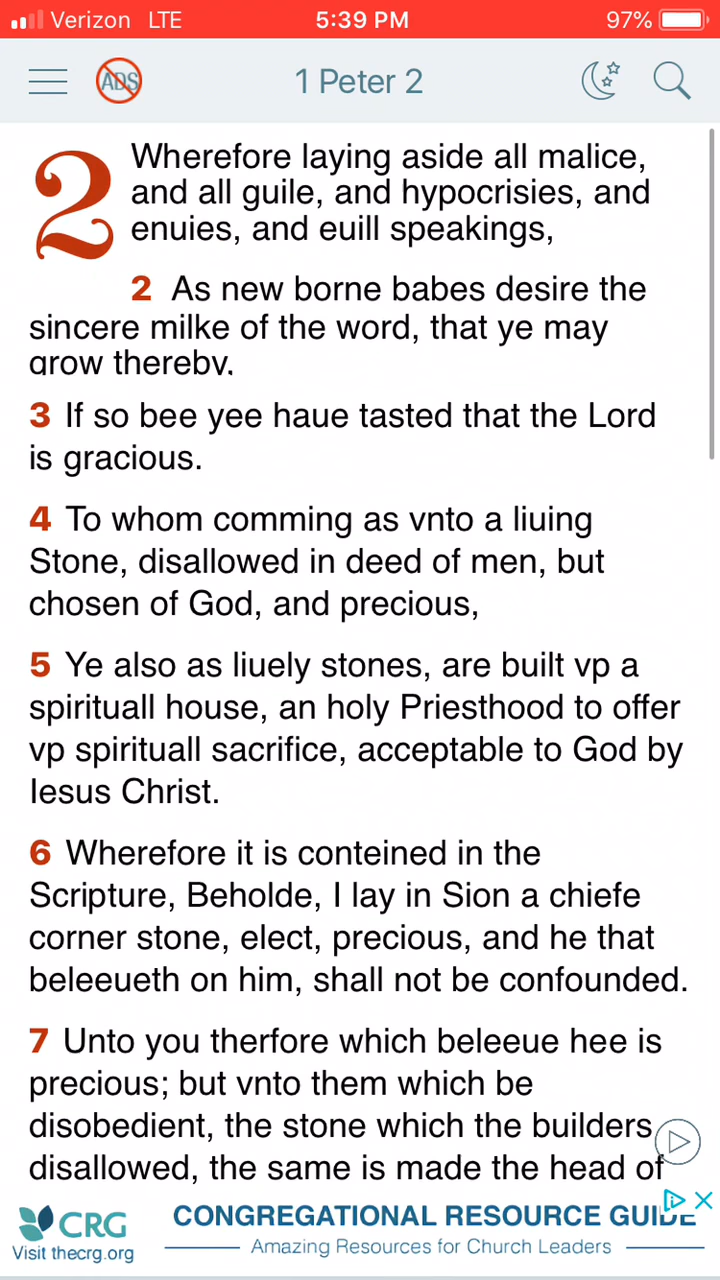 Verizon LTE 5:39 PM 97%
ADS 1 Peter 2
2 Wherefore laying aside all malice,
and all guile, and hypocrisies, and
enuies, and euill speakings,
2 As new borne babes desire the
sincere milke of the word, that ye may
grow thereby.
3 If so bee yee haue tasted that the Lord
is gracious.
4 To whom comming as vnto a liuing
Stone, disallowed in deed of men, but
chosen of God, and precious,
5 Ye also as liuely stones, are built vp a
spirituall house, an holy Priesthood to offer
vp spirituall sacrifice, acceptable to God by
Iesus Christ.
6 Wherefore it is conteined in the
Scripture, Beholde, I lay in Sion a chiefe
corner stone, elect, precious, and he that
beleeueth on him, shall not be confounded.
7 Unto you therfore which beleeue hee is
precious; but vnto them which be
disobedient, the stone which the builders
disallowed, the same is made the head of
CRG
Visit thecrg.org
CONGREGATIONAL RESOURCE GUIDE
Amazing Resources for Church Leaders